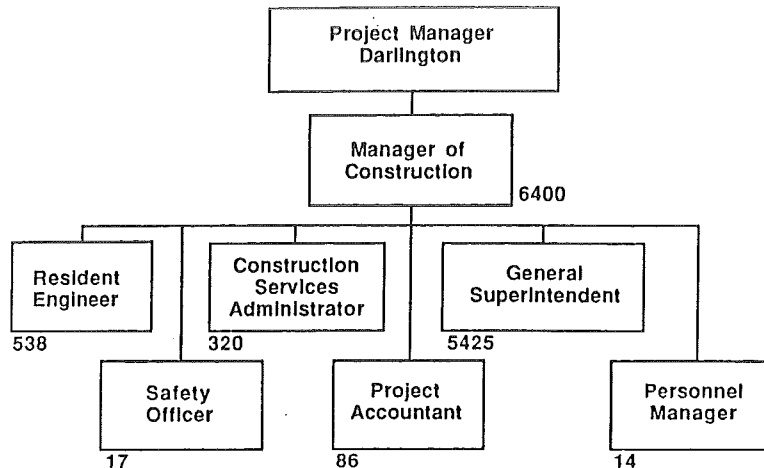 Project Manager
Darlington
Manager of
Construction
6400
Resident
Engineer
538
Construction
Services
Administrator
320
General
Superintendent
5425
Safety
Officer
17
Project
Accountant
86
Personnel
Manager
14